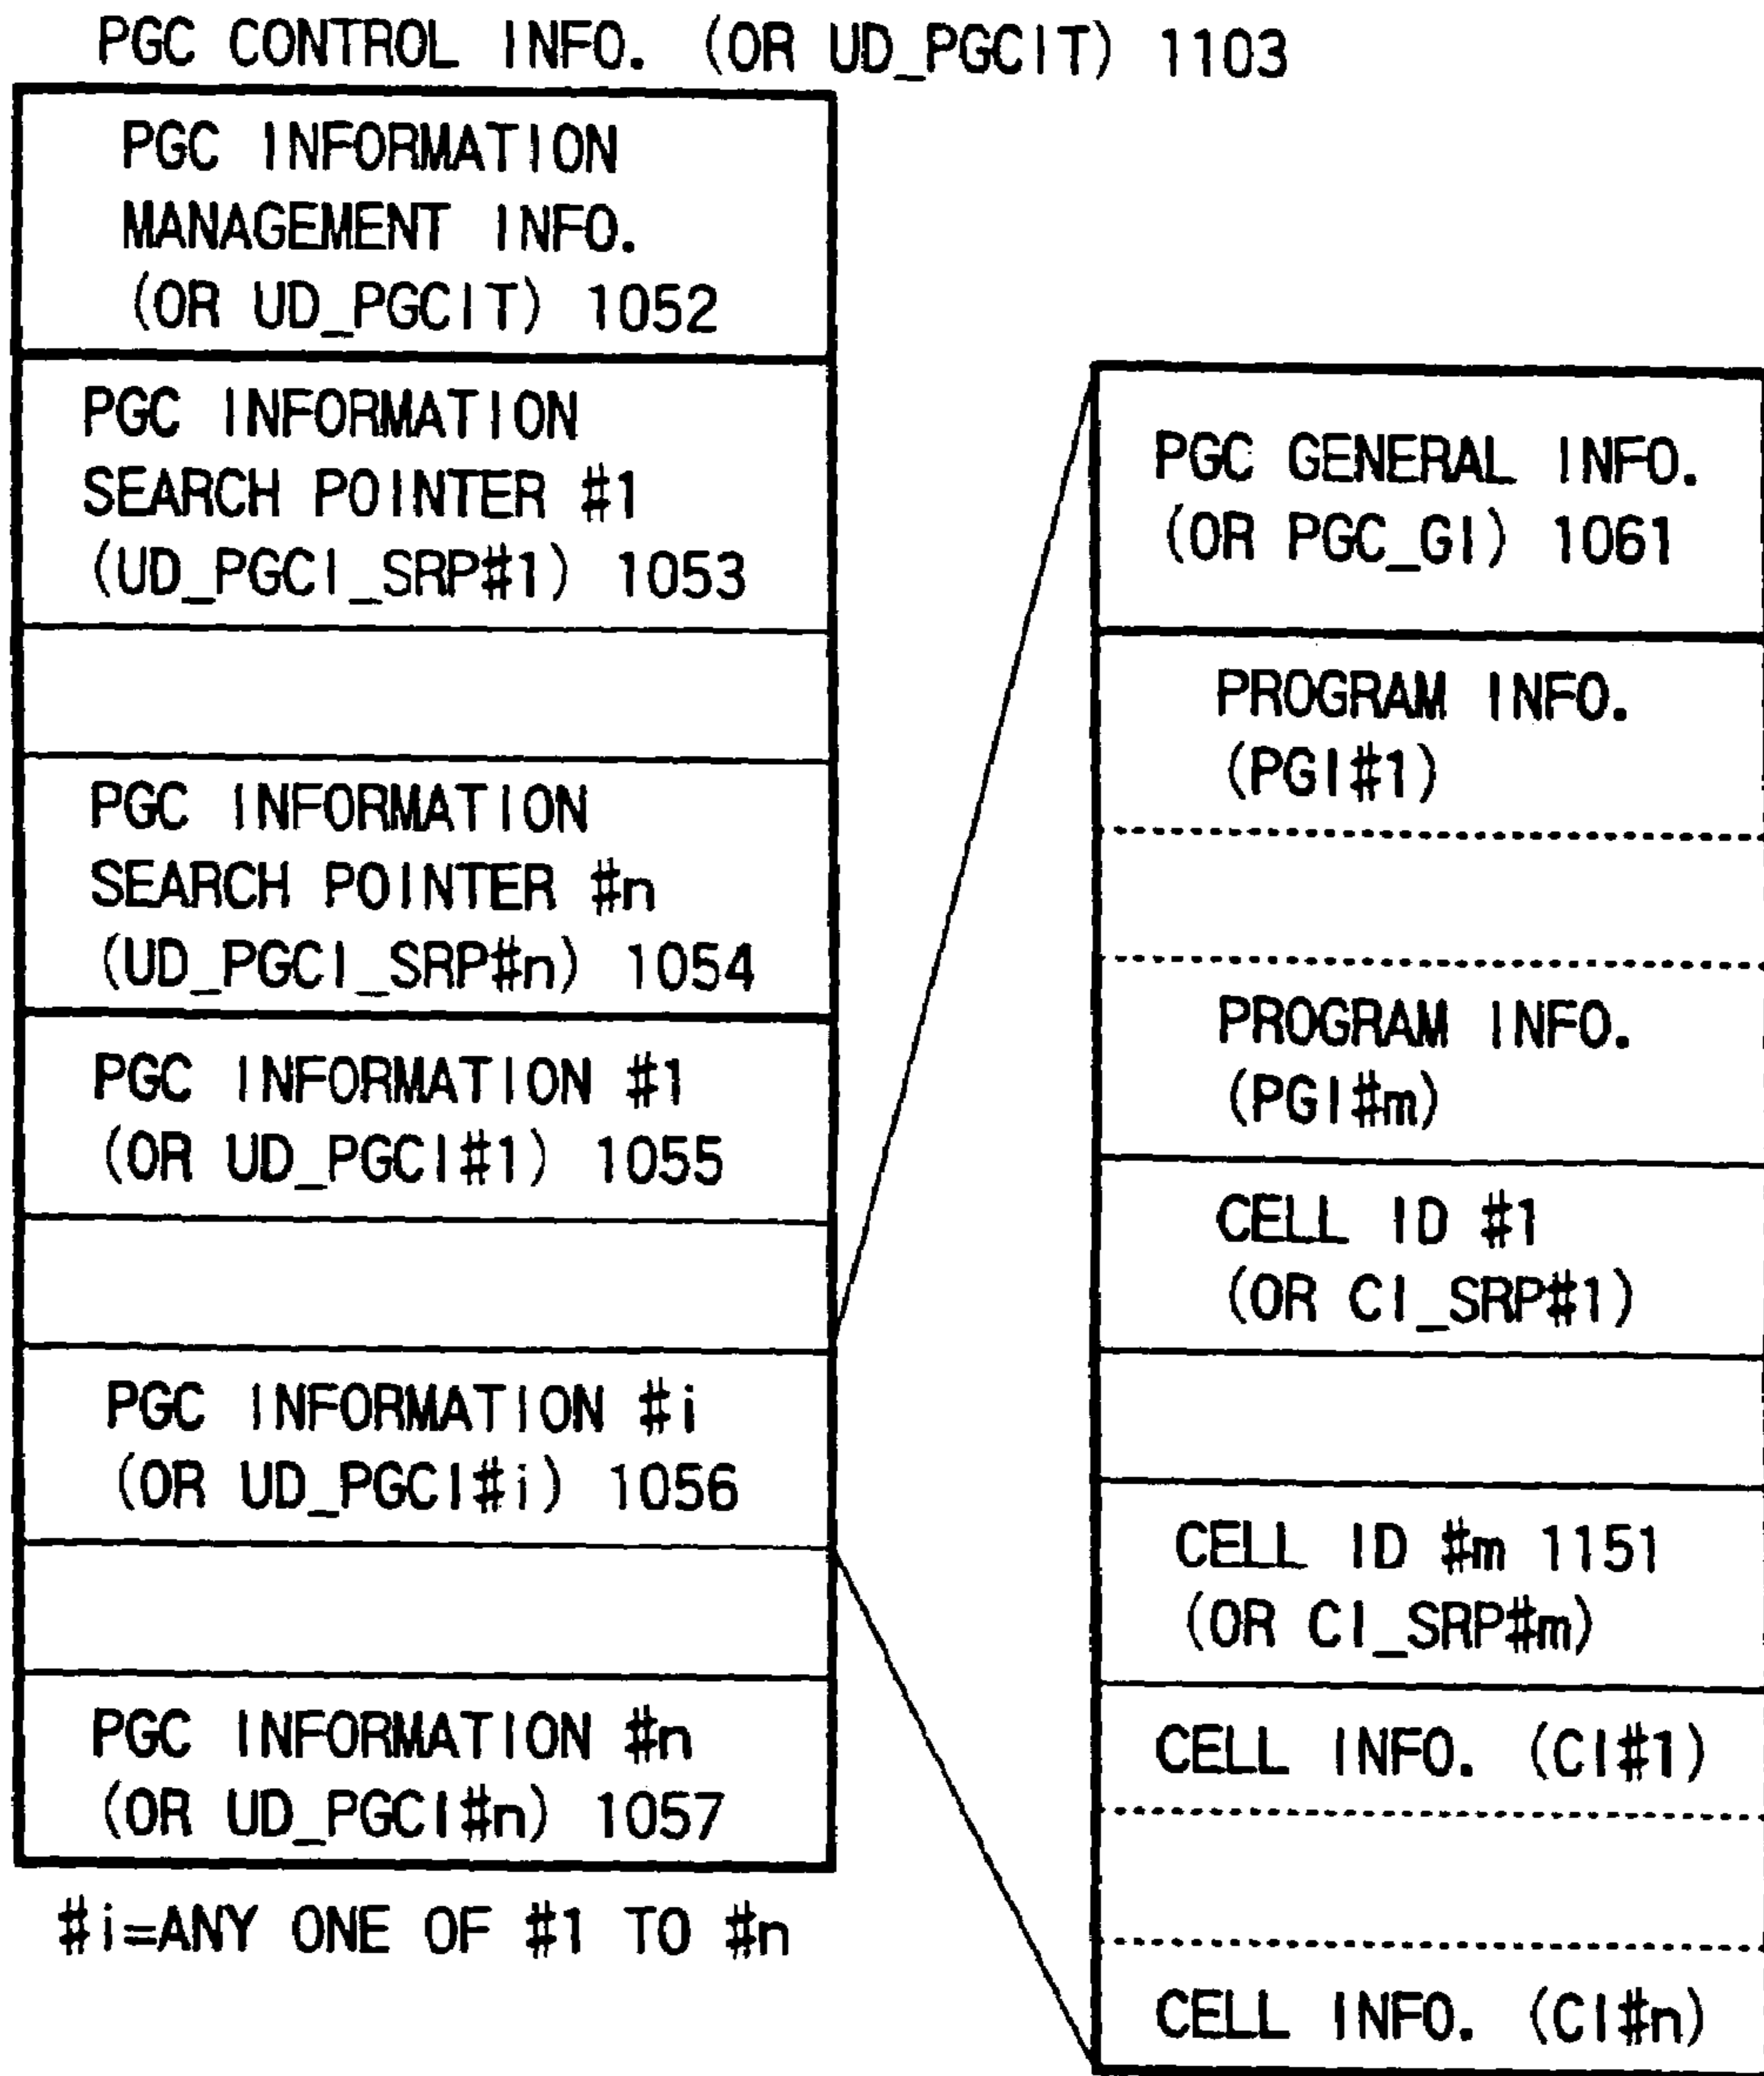 PGC CONTROL INFO. (OR UD_PGCIT) 1103
PGC INFORMATION
MANAGEMENT INFO.
(OR UD_PGCIT) 1052
PGC INFORMATION
SEARCH POINTER #1
(UD_PGCI_SRP#1) 1053
PGC INFORMATION
SEARCH POINTER #n
(UD_PGCI_SRP#n) 1054
PGC INFORMATION #1
(OR UD_PGCI#1) 1055
PGC INFORMATION #i
(OR UD_PGCI#i) 1056
PGC INFORMATION #n
(OR UD_PGCI#n) 1057
#i=ANY ONE OF #1 TO #n
PGC GENERAL INFO.
(OR PGC_GI) 1061
PROGRAM INFO.
(PGI#1)
PROGRAM INFO.
(PGI#m)
CELL ID #1
(OR CI_SRP#1)
CELL ID #m 1151
(OR CI_SRP#m)
CELL INFO. (CI#1)
CELL INFO. (CI#n)